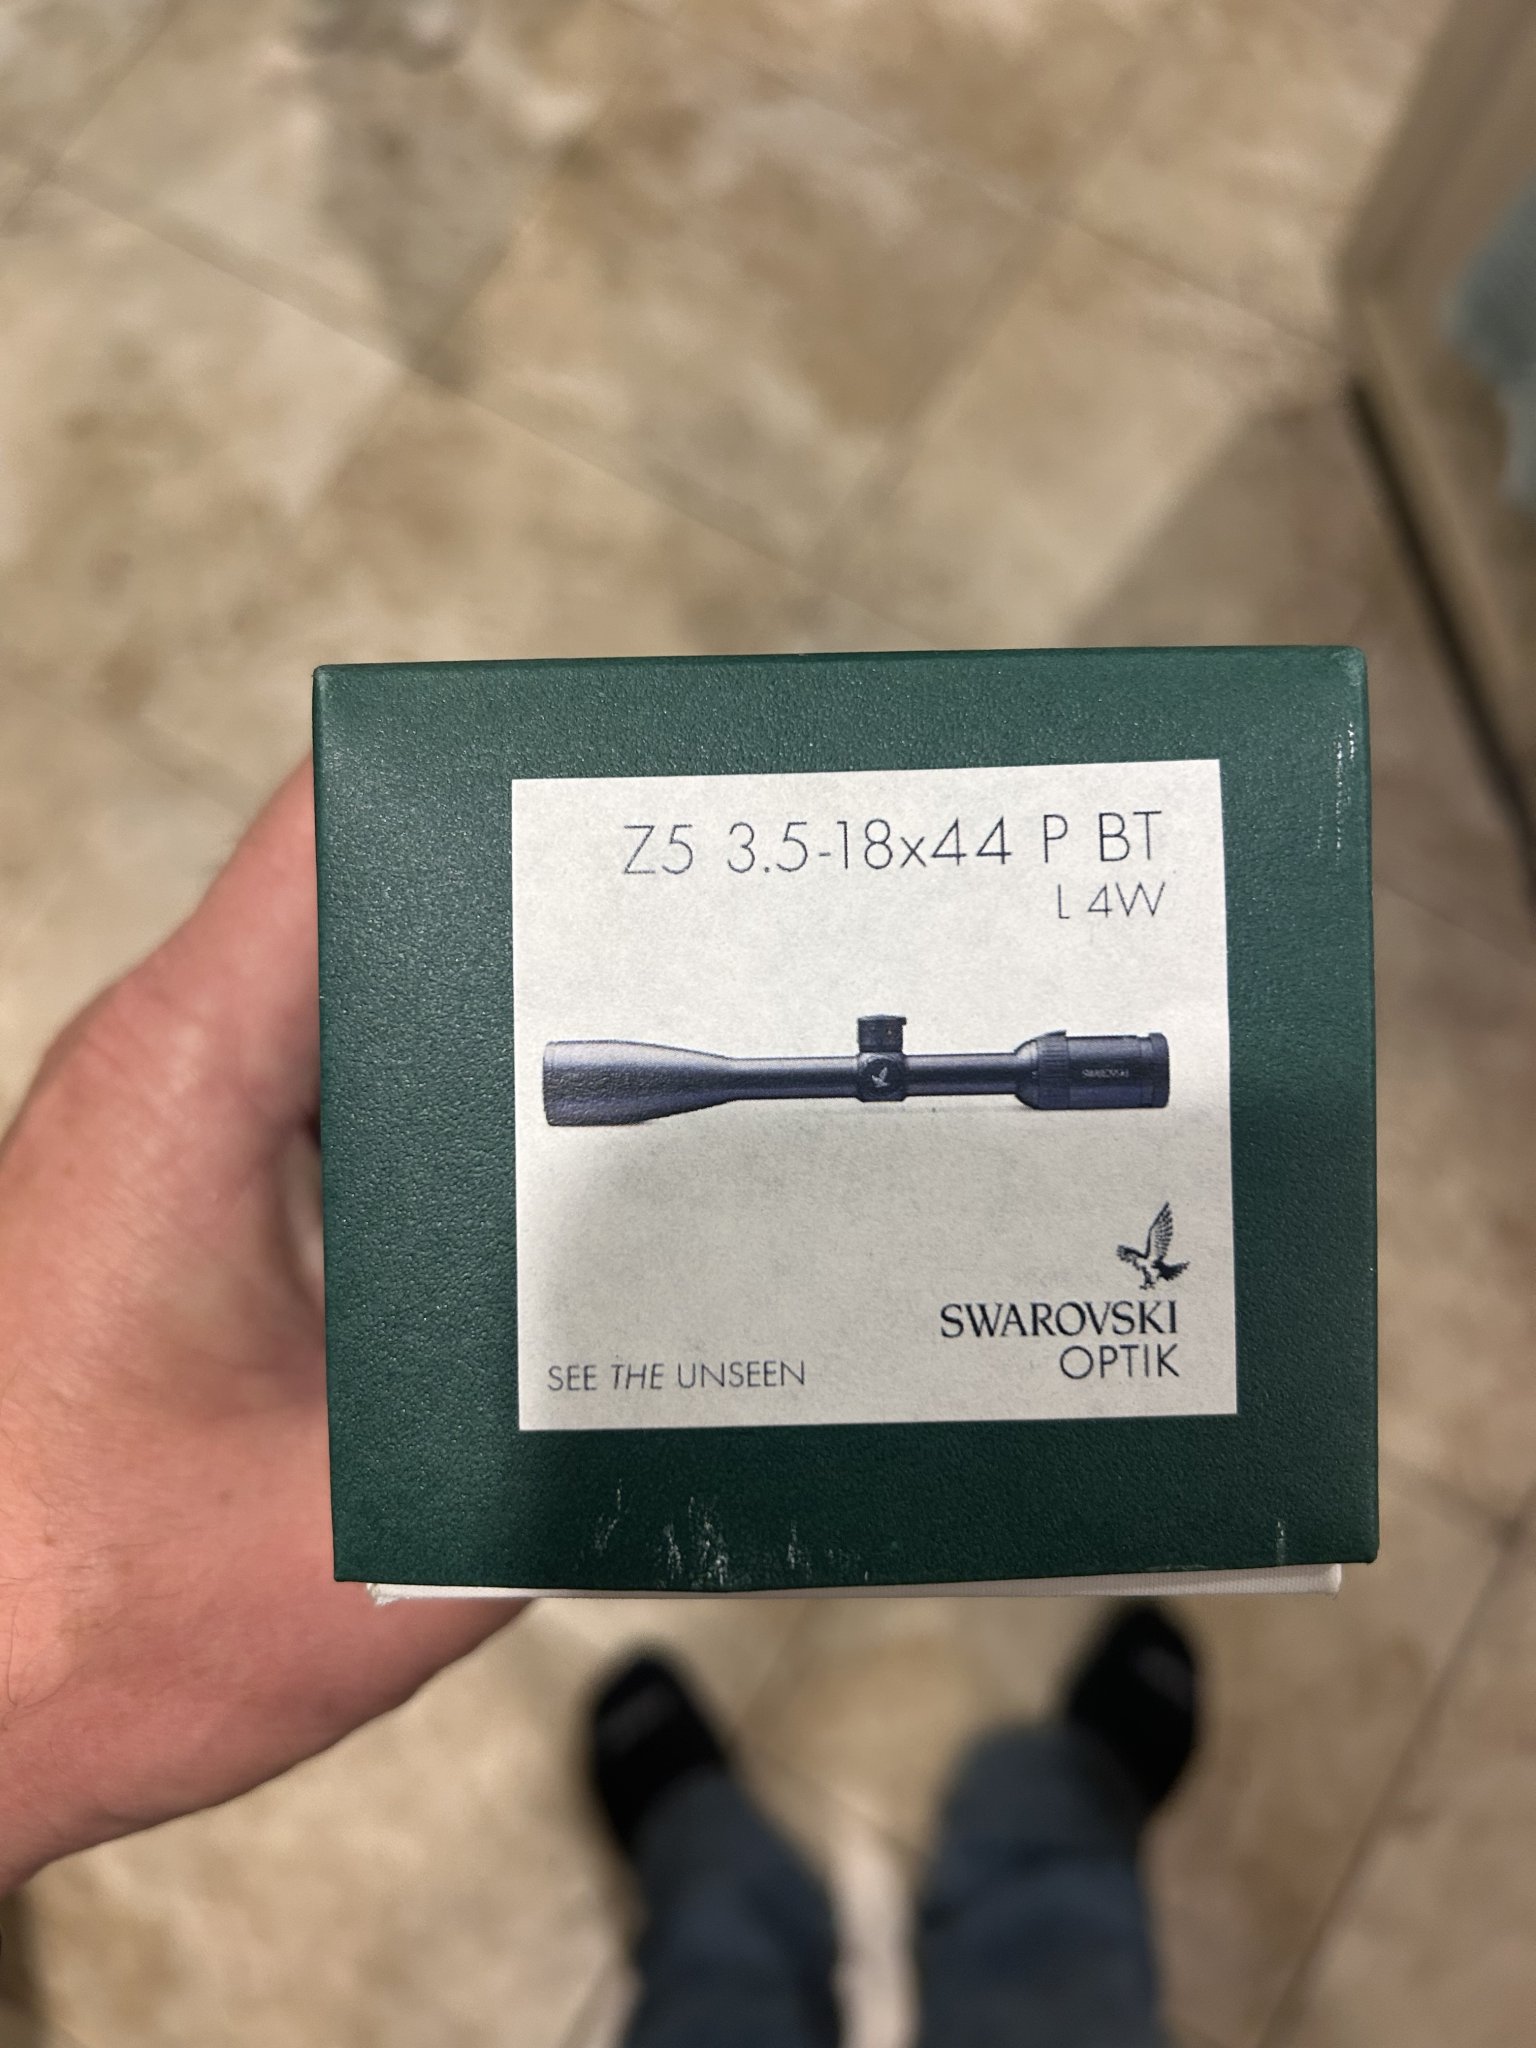 Z5 3.5-18x44 P BT
L 4W
SWAROVSKI
SWAROVSKI
OPTIK
SEE THE UNSEEN